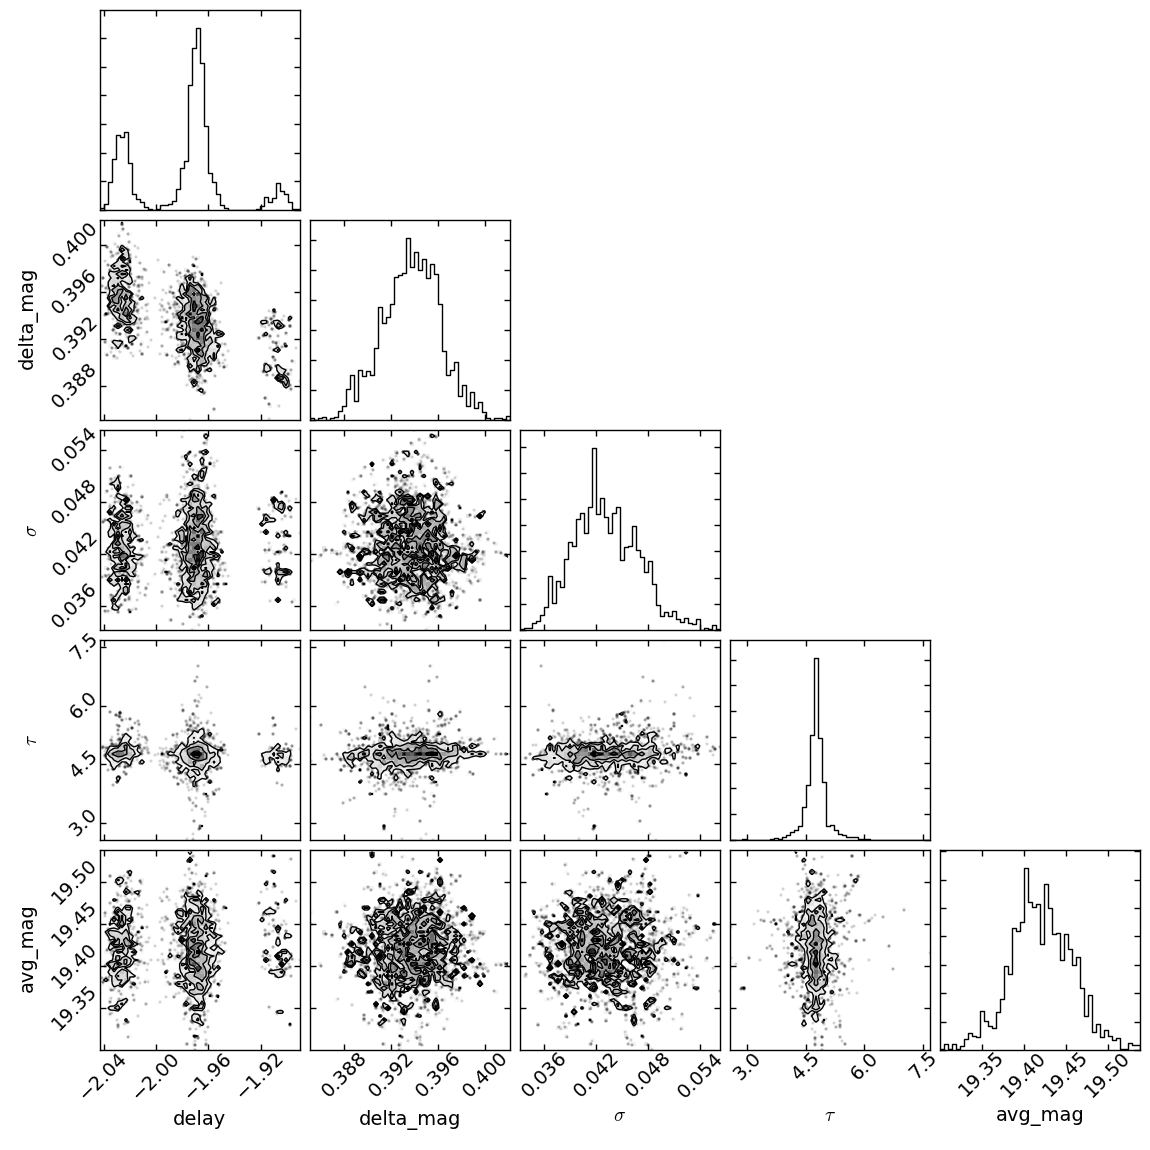 0.400
0.396
0.392
0.388
delta_mag
0.054
0.048
0.042
0.036
σ
7.5
6.0
4.5
3.0
τ
19.50
19.45
19.40
19.35
avg_mag
−2.04 −2.00 −1.96 −1.92
0.388 0.392 0.396 0.400
0.036 0.042 0.048 0.054
3.0 4.5 6.0 7.5
19.35 19.40 19.45 19.50
delay
delta_mag
σ
τ
avg_mag